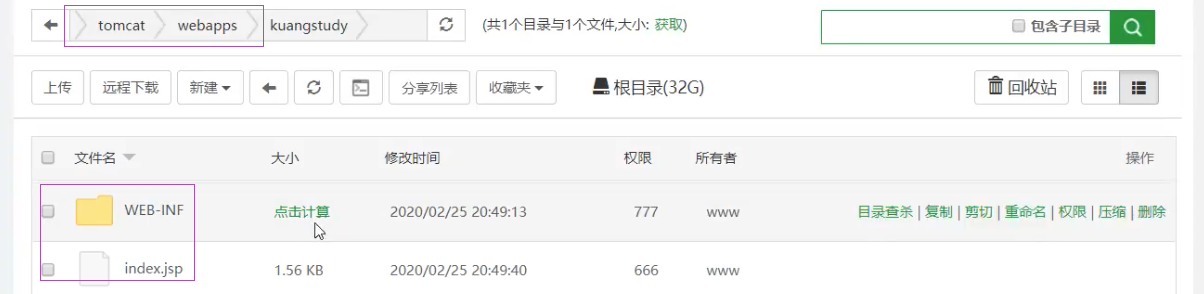 tomcat webapps kuangstudy (共1个目录与1个文件,大小: 获取) 包含子目录
上传 远程下载 新建 分享列表 收藏夹 根目录(32G) 回收站
文件名 大小 修改时间 权限 所有者 操作
WEB-INF 点击计算 2020/02/25 20:49:13 777 www 目录查杀 | 复制 | 剪切 | 重命名 | 权限 | 压缩 | 删除
index.jsp 1.56 KB 2020/02/25 20:49:40 666 www